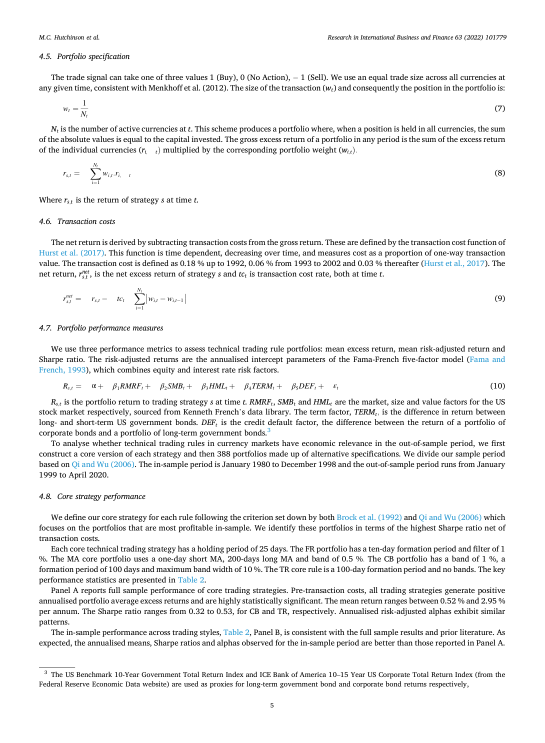 M.C. Hutchinson et al.
Research in International Business and Finance 63 (2022) 101779
4.5. Portfolio specification
The trade signal can take one of three values 1 (Buy), 0 (No Action), − 1 (Sell). We use an equal trade size across all currencies at
any given time, consistent with Menkhoff et al. (2012). The size of the transaction (wₜ) and consequently the position in the portfolio is:
wₜ = 1/Nₜ (7)
Nₜ is the number of active currencies at t. This scheme produces a portfolio where, when a position is held in all currencies, the sum
of the absolute values is equal to the capital invested. The gross excess return of a portfolio in any period is the sum of the excess return
of the individual currencies (rᵢ, ₜ) multiplied by the corresponding portfolio weight (wᵢ,ₜ).
r_{s,t} = ∑_{i=1}^{N_t} w_{i,t}.r_{i, t} (8)
Where r_{s,t} is the return of strategy s at time t.
4.6. Transaction costs
The net return is derived by subtracting transaction costs from the gross return. These are defined by the transaction cost function of
Hurst et al. (2017). This function is time dependent, decreasing over time, and measures cost as a proportion of one-way transaction
value. The transaction cost is defined as 0.18 % up to 1992, 0.06 % from 1993 to 2002 and 0.03 % thereafter (Hurst et al., 2017). The
net return, r_{s,t}^{net}, is the net excess return of strategy s and tcₜ is transaction cost rate, both at time t.
r_{s,t}^{net} = r_{s,t} − tc_t ∑_{i=1}^{N_t} |w_{i,t} − w_{i,t−1}| (9)
4.7. Portfolio performance measures
We use three performance metrics to assess technical trading rule portfolios: mean excess return, mean risk-adjusted return and
Sharpe ratio. The risk-adjusted returns are the annualised intercept parameters of the Fama-French five-factor model (Fama and
French, 1993), which combines equity and interest rate risk factors.
R_{s,t} = α + β₁RMRFₜ + β₂SMBₜ + β₃HMLₜ + β₄TERMₜ + β₅DEFₜ + εₜ (10)
R_{s,t} is the portfolio return to trading strategy s at time t. RMRFₜ, SMBₜ and HMLₜ are the market, size and value factors for the US
stock market respectively, sourced from Kenneth French's data library. The term factor, TERMₜ, is the difference in return between
long- and short-term US government bonds. DEFₜ is the credit default factor, the difference between the return of a portfolio of
corporate bonds and a portfolio of long-term government bonds.³
To analyse whether technical trading rules in currency markets have economic relevance in the out-of-sample period, we first
construct a core version of each strategy and then 388 portfolios made up of alternative specifications. We divide our sample period
based on Qi and Wu (2006). The in-sample period is January 1980 to December 1998 and the out-of-sample period runs from January
1999 to April 2020.
4.8. Core strategy performance
We define our core strategy for each rule following the criterion set down by both Brock et al. (1992) and Qi and Wu (2006) which
focuses on the portfolios that are most profitable in-sample. We identify these portfolios in terms of the highest Sharpe ratio net of
transaction costs.
Each core technical trading strategy has a holding period of 25 days. The FR portfolio has a ten-day formation period and filter of 1
%. The MA core portfolio uses a one-day short MA, 200-days long MA and band of 0.5 %. The CB portfolio has a band of 1 %, a
formation period of 100 days and maximum band width of 10 %. The TR core rule is a 100-day formation period and no bands. The key
performance statistics are presented in Table 2.
Panel A reports full sample performance of core trading strategies. Pre-transaction costs, all trading strategies generate positive
annualised portfolio average excess returns and are highly statistically significant. The mean return ranges between 0.52 % and 2.95 %
per annum. The Sharpe ratio ranges from 0.32 to 0.53, for CB and TR, respectively. Annualised risk-adjusted alphas exhibit similar
patterns.
The in-sample performance across trading styles, Table 2, Panel B, is consistent with the full sample results and prior literature. As
expected, the annualised means, Sharpe ratios and alphas observed for the in-sample period are better than those reported in Panel A.
³ The US Benchmark 10-Year Government Total Return Index and ICE Bank of America 10–15 Year US Corporate Total Return Index (from the
Federal Reserve Economic Data website) are used as proxies for long-term government bond and corporate bond returns respectively,
5